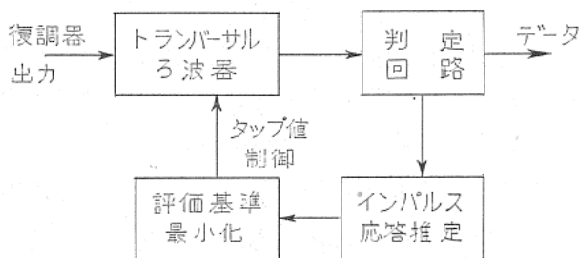 復調器
出力
トランバーサル
ろ波器
判定
回路
データ
タップ値
制御
評価基準
最小化
インパルス
応答推定